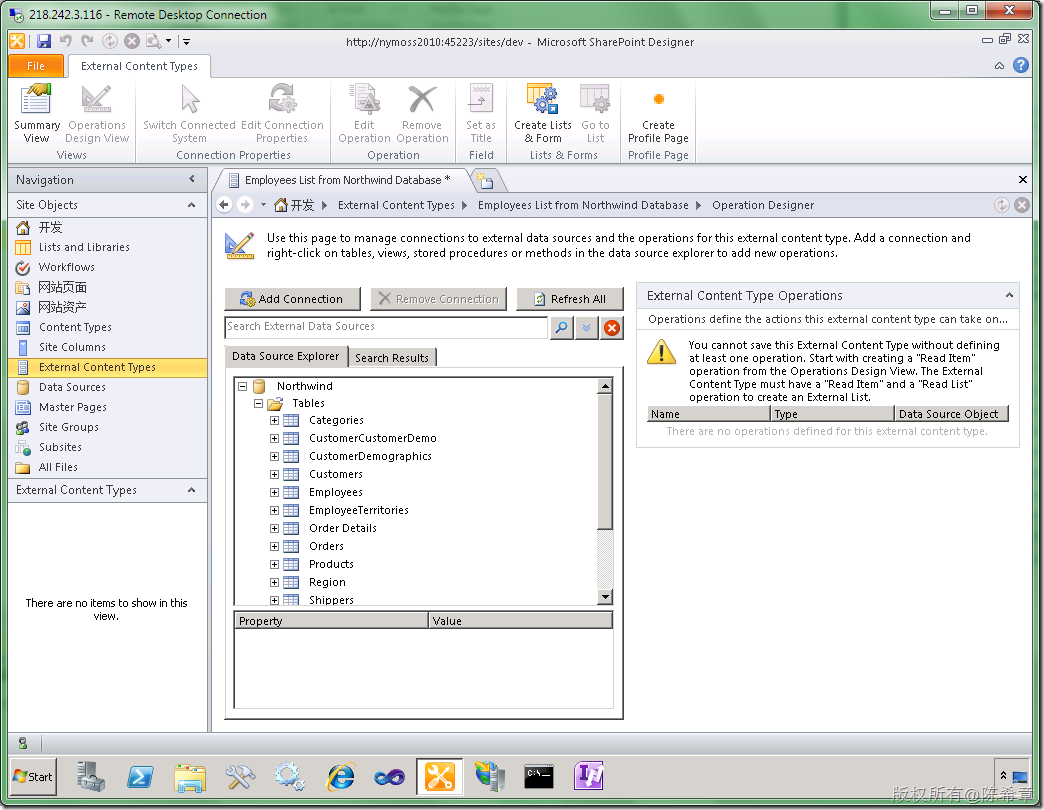 218.242.3.116 - Remote Desktop Connection
http://nymoss2010:45223/sites/dev - Microsoft SharePoint Designer
File
External Content Types
Summary View
Operations Design View
Views
Switch Connected System
Edit Connection Properties
Connection Properties
Edit Operation
Remove Operation
Operation
Set as Title
Field
Create Lists & Form
Go to List
Lists & Forms
Create Profile Page
Profile Page
Navigation
Site Objects
开发
Lists and Libraries
Workflows
网站页面
网站资产
Content Types
Site Columns
External Content Types
Data Sources
Master Pages
Site Groups
Subsites
All Files
External Content Types
There are no items to show in this
view.
Employees List from Northwind Database *
开发
External Content Types
Employees List from Northwind Database
Operation Designer
Use this page to manage connections to external data sources and the operations for this external content type. Add a connection and
right-click on tables, views, stored procedures or methods in the data source explorer to add new operations.
Add Connection
Remove Connection
Refresh All
Search External Data Sources
Data Source Explorer
Search Results
Northwind
Tables
Categories
CustomerCustomerDemo
CustomerDemographics
Customers
Employees
EmployeeTerritories
Order Details
Orders
Products
Region
Shippers
Property
Value
External Content Type Operations
Operations define the actions this external content type can take on...
You cannot save this External Content Type without defining
at least one operation. Start with creating a "Read Item"
operation from the Operations Design View. The External
Content Type must have a "Read Item" and a "Read List"
operation to create an External List.
Name
Type
Data Source Object
There are no operations defined for this external content type.
Start
版权所有@陈希章